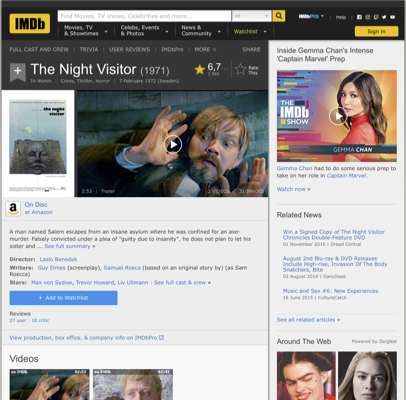 IMDb
Find Movies, TV shows, Celebrities and more...
All
IMDbPro
Help
Movies, TV
& Showtimes
Celebs, Events
& Photos
News &
Community
Watchlist
Sign in
FULL CAST AND CREW | TRIVIA | USER REVIEWS | IMDbPro | MORE
SHARE
The Night Visitor (1971)
6,7
Rate
This
1h 46min | Crime, Thriller, Horror | 7 February 1972 (Sweden)
the
night
visitor
2:53 | Trailer
On Disc
at Amazon
A man named Salem escapes from an insane asylum where he was confined for an axe-
murder. Falsely convicted under a plea of "guilty due to insanity", he does not plan to let his
sister and ... See full summary »
Director: Laslo Benedek
Writers: Guy Elmes (screenplay), Samuel Roeca (based on an original story by) (as Sam
Roecca)
Stars: Max von Sydow, Trevor Howard, Liv Ullmann | See full cast & crew »
+ Add to Watchlist
Reviews
27 user | 18 critic
View production, box office, & company info on IMDbPro
Videos
Inside Gemma Chan's Intense
'Captain Marvel' Prep
THE
IMDb
SHOW
GEMMA CHAN
Gemma Chan had to do some serious prep to
take on her role in Captain Marvel.
Watch now »
Related News
Win a Signed Copy of The Night Visitor
Chronicles Double-Feature DVD
01 November 2016 | Dread Central
August 2nd Blu-ray & DVD Releases
Include High-rise, Invasion Of The Body
Snatchers, Bite
02 August 2016 | DailyDead
Music and Sex #6: New Experiences
16 June 2015 | CultureCatch
See all related articles »
Around The Web
Powered by ZergNet